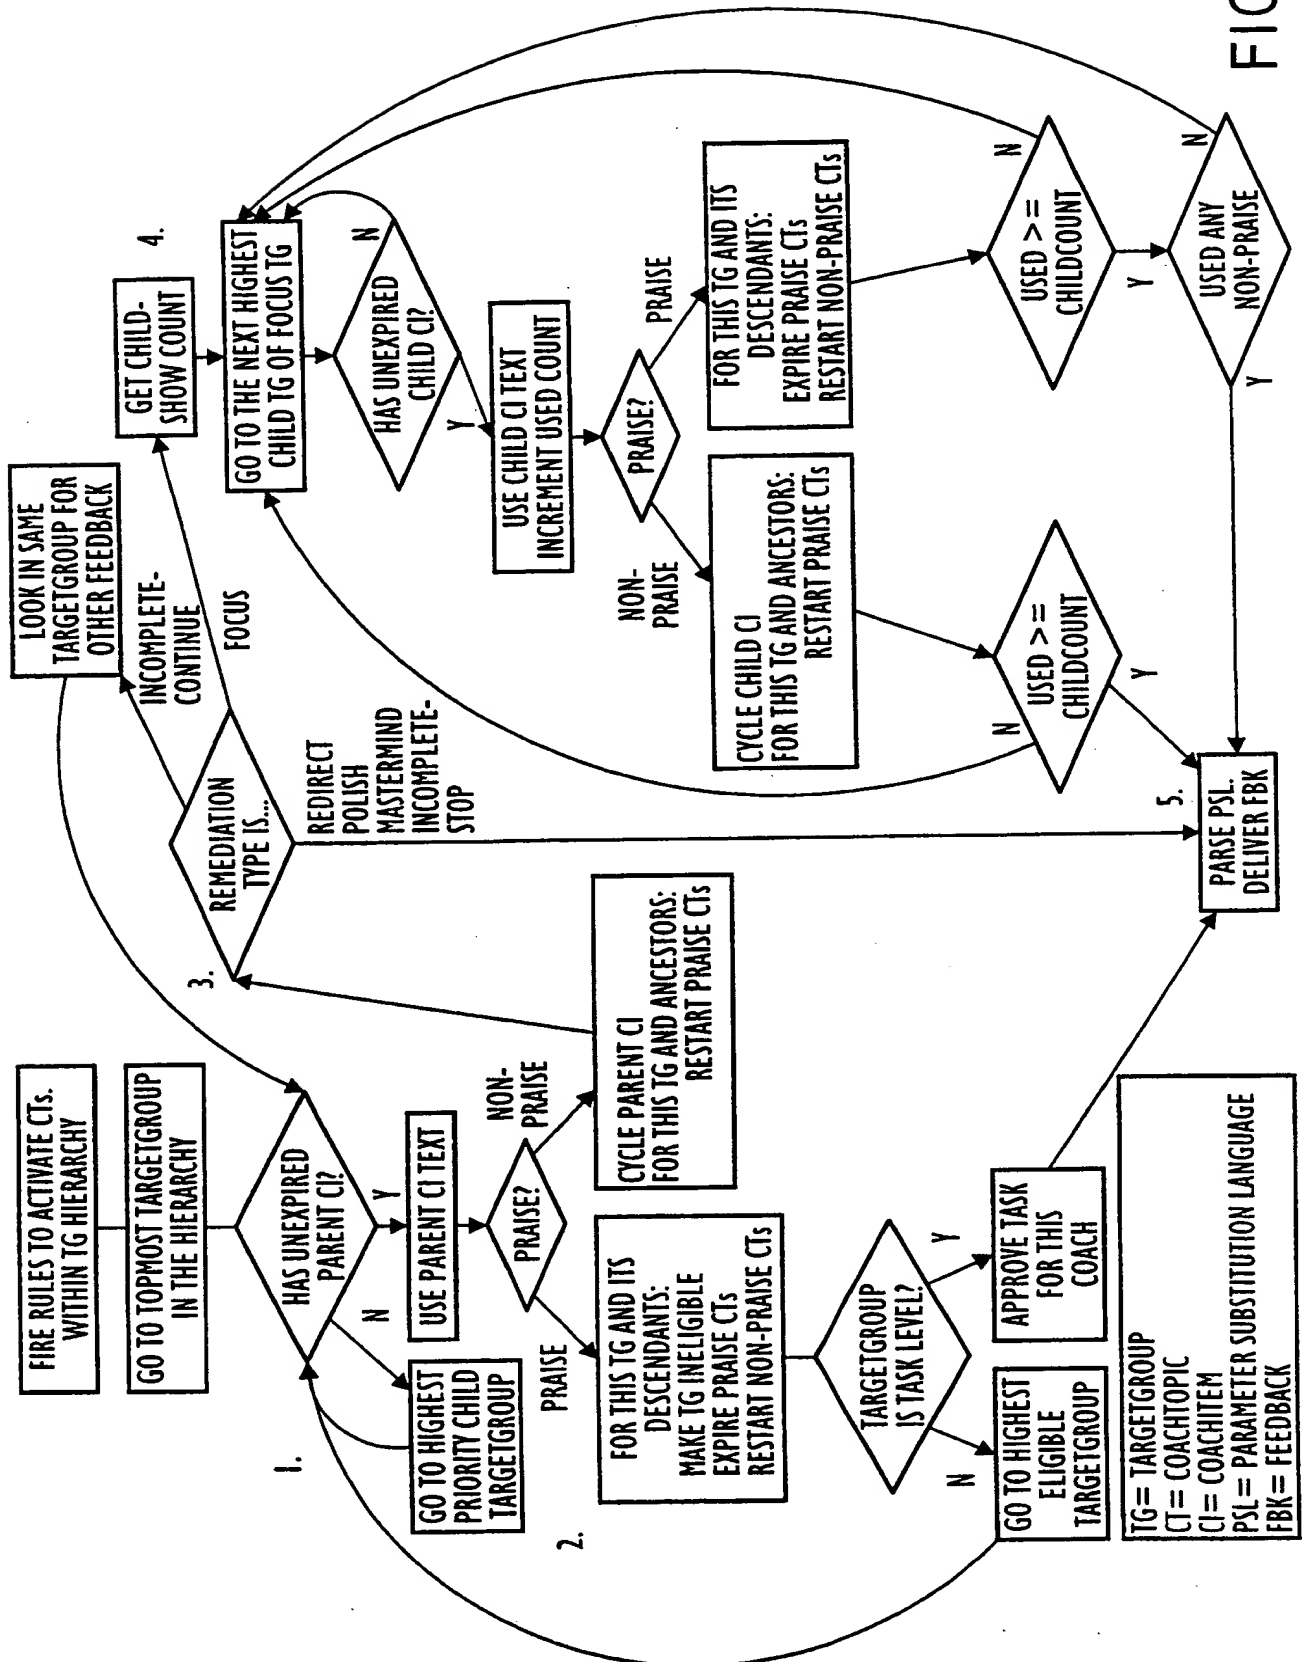 FIRE RULES TO ACTIVATE CTs.
WITHIN TG HIERARCHY
GO TO TOPMOST TARGETGROUP
IN THE HIERARCHY
1.
HAS UNEXPIRED
PARENT CI?
N
Y
GO TO HIGHEST
PRIORITY CHILD
TARGETGROUP
USE PARENT CI TEXT
2.
PRAISE?
PRAISE
NON-
PRAISE
FOR THIS TG AND ITS
DESCENDANTS:
MAKE TG INELIGIBLE
EXPIRE PRAISE CTs
RESTART NON-PRAISE CTs
CYCLE PARENT CI
FOR THIS TG AND ANCESTORS:
RESTART PRAISE CTs
TARGETGROUP
IS TASK LEVEL?
N
Y
GO TO HIGHEST
ELIGIBLE
TARGETGROUP
APPROVE TASK
FOR THIS
COACH
TG= TARGETGROUP
CT= COACHTOPIC
CI= COACHITEM
PSL= PARAMETER SUBSTITUTION LANGUAGE
FBK= FEEDBACK
3.
REMEDIATION
TYPE IS...
LOOK IN SAME
TARGETGROUP FOR
OTHER FEEDBACK
INCOMPLETE-
CONTINUE
FOCUS
REDIRECT
POLISH
MASTERMIND
INCOMPLETE-
STOP
4.
GET CHILD-
SHOW COUNT
GO TO THE NEXT HIGHEST
CHILD TG OF FOCUS TG
HAS UNEXPIRED
CHILD CI?
N
Y
USE CHILD CI TEXT
INCREMENT USED COUNT
PRAISE?
NON-
PRAISE
PRAISE
CYCLE CHILD CI
FOR THIS TG AND ANCESTORS:
RESTART PRAISE CTs
FOR THIS TG AND ITS
DESCENDANTS:
EXPIRE PRAISE CTs
RESTART NON-PRAISE CTs
USED >=
CHILDCOUNT
N
Y
USED >=
CHILDCOUNT
N
Y
USED ANY
NON-PRAISE
N
Y
5.
PARSE PSL.
DELIVER FBK